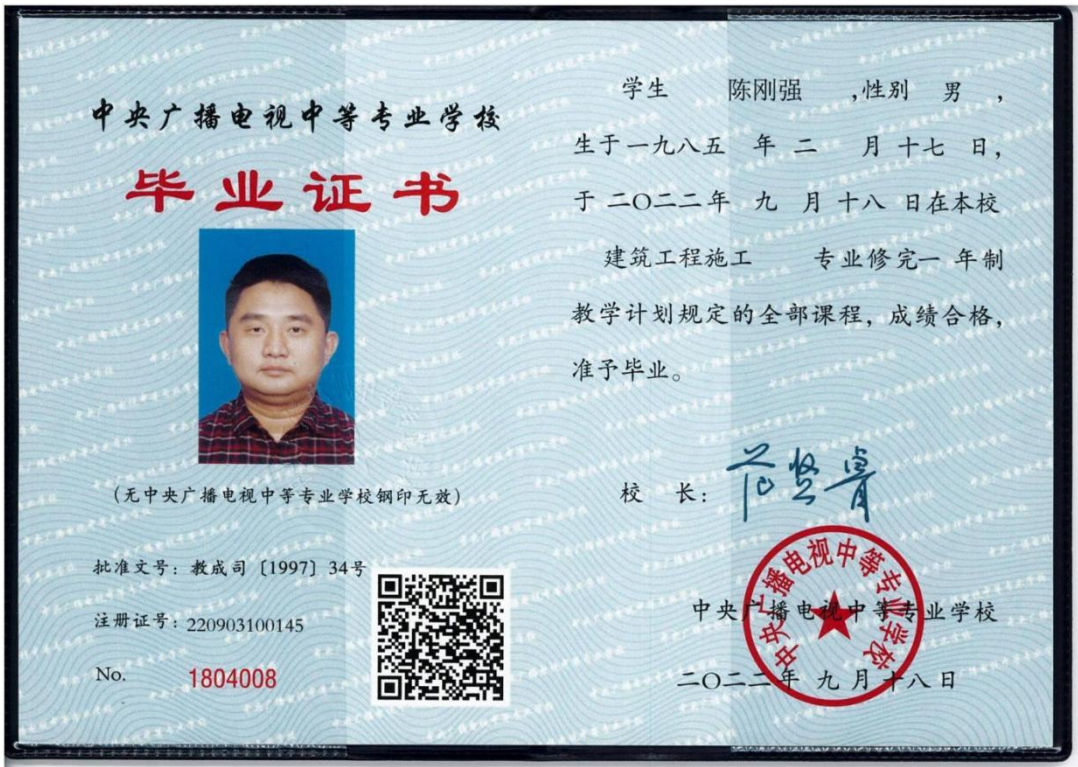 中央广播电视中等专业学校
毕业证书
(无中央广播电视中等专业学校钢印无效)
批准文号：教成司〔1997〕34号
注册证号：220903100145
No. 1804008
学生 陈刚强 ,性别 男 ,
生于一九八五 年 二 月 十七 日,
于 二〇二二年 九 月 十八 日在本校
建筑工程施工 专业修完一 年制
教学计划规定的全部课程, 成绩合格,
准予毕业。
校 长：
中央广播电视中等专业学校
二〇二二年 九 月 十八 日
中央广播电视中等专业学校